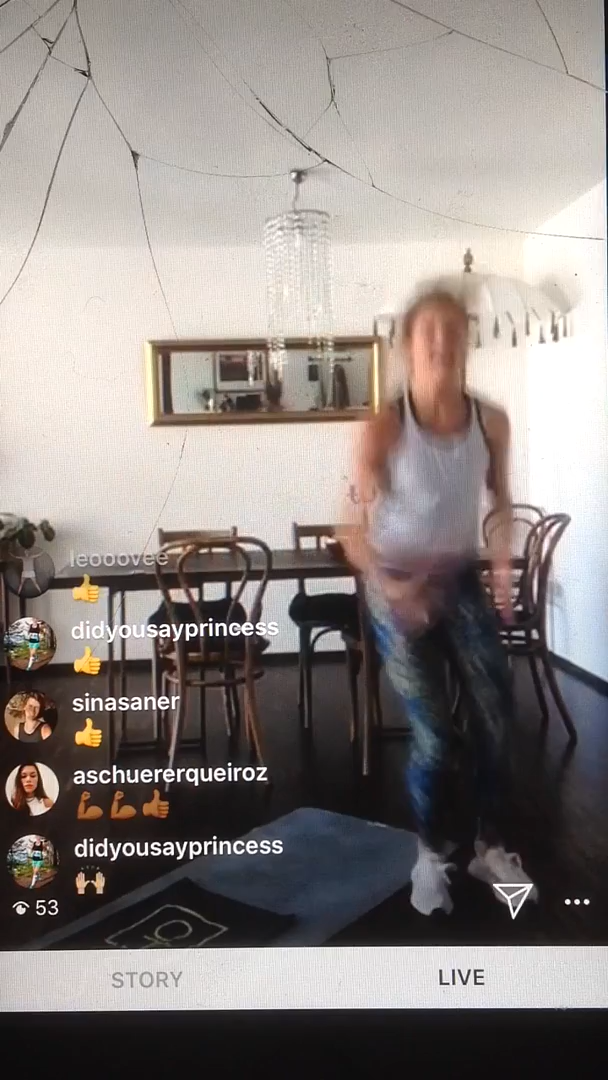 leooovee
👍
didyousayprincess
👍
sinasaner
👍
aschuererqueiroz
💪🏾💪🏾👍🏾
didyousayprincess
🙌🏼
53
STORY
LIVE